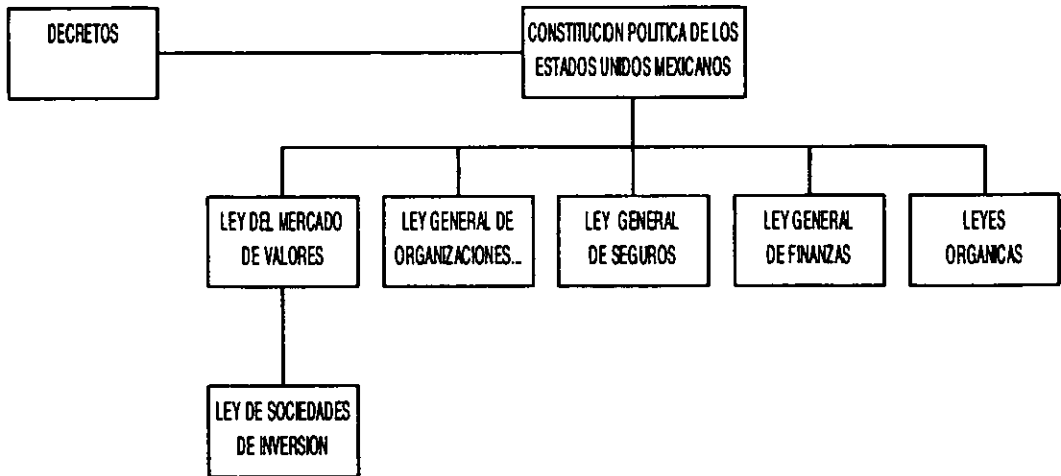 DECRETOS
CONSTITUCION POLITICA DE LOS
ESTADOS UNIDOS MEXICANOS
LEY DEL MERCADO
DE VALORES
LEY GENERAL DE
ORGANIZACIONES...
LEY GENERAL
DE SEGUROS
LEY GENERAL
DE FINANZAS
LEYES
ORGANICAS
LEY DE SOCIEDADES
DE INVERSION